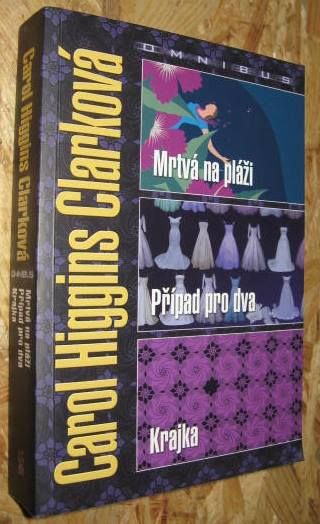 OMNIBUS
Carol Higgins Clarková
Mrtvá na pláži
Případ pro dva
Krajka
Carol Higgins Clarková
Mrtvá na pláži
Případ pro dva
Krajka